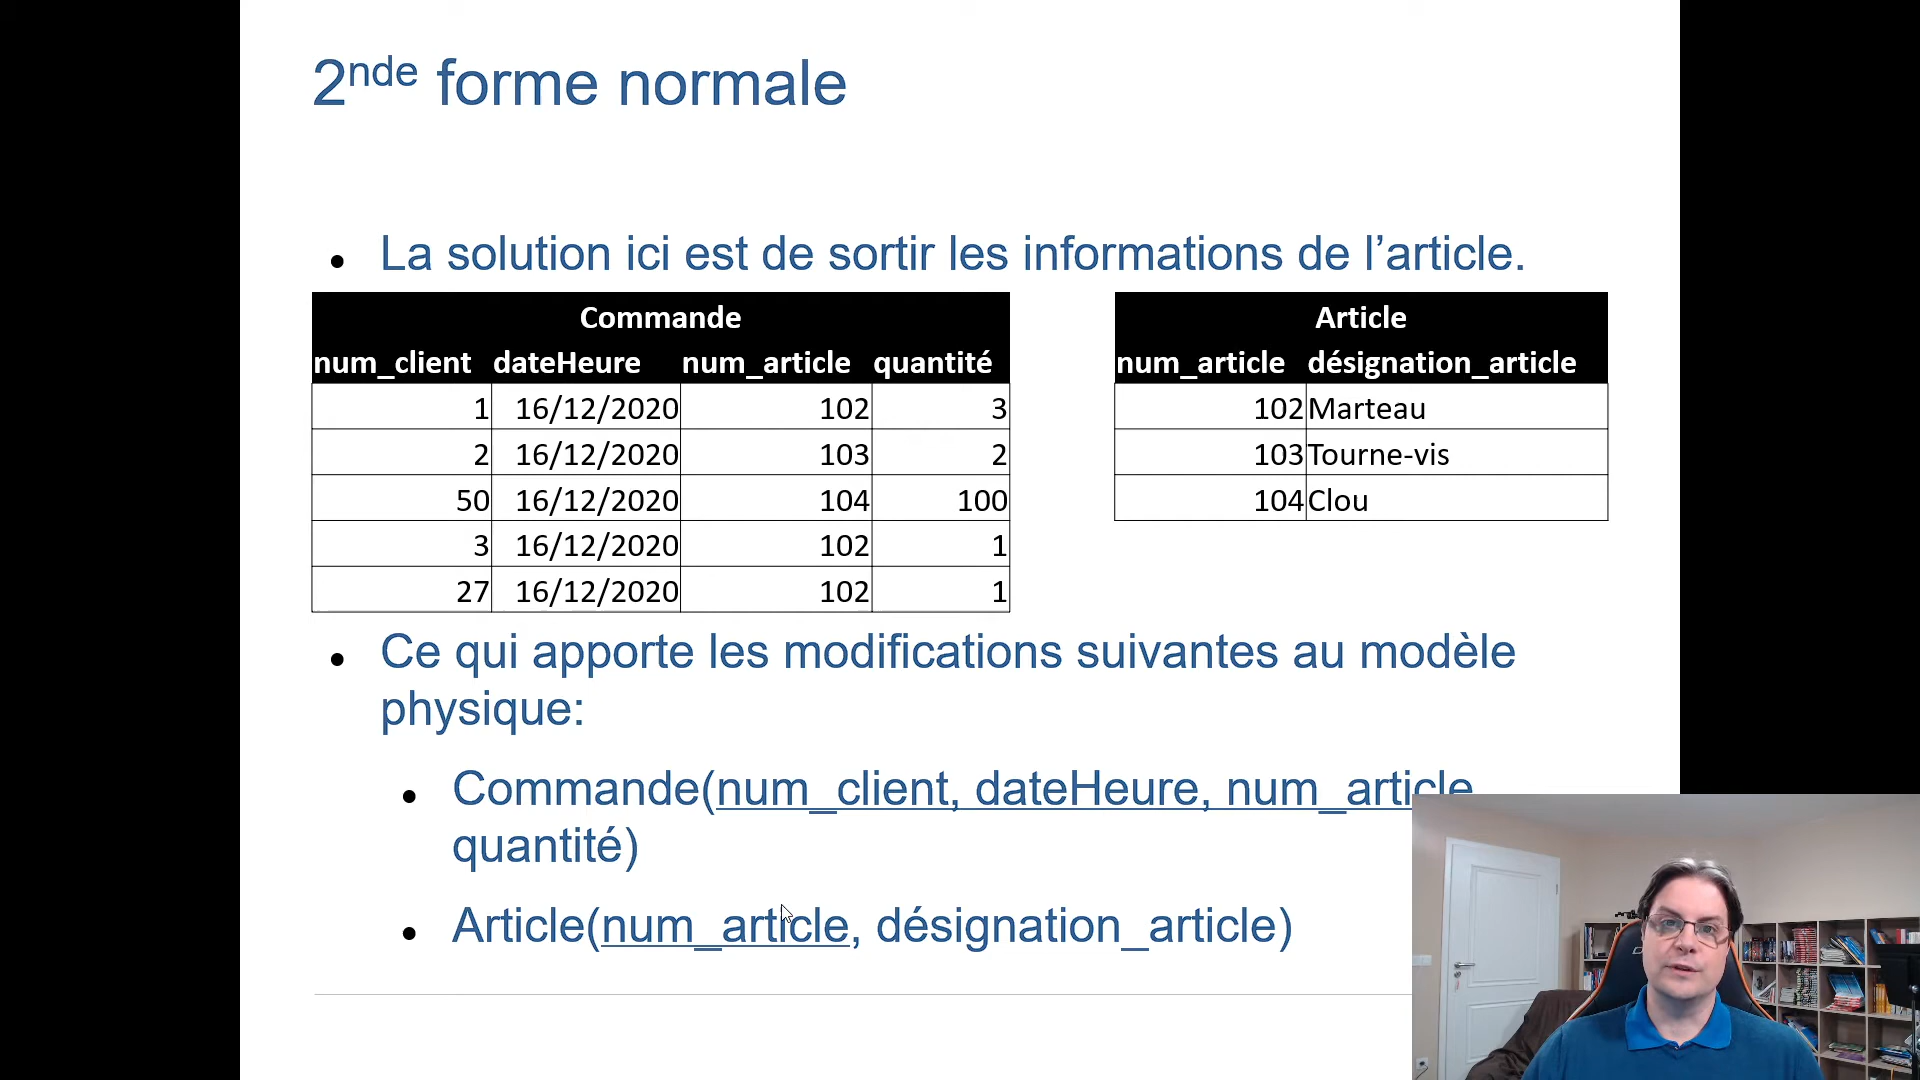 2nde forme normale
La solution ici est de sortir les informations de l’article.
Commande
num_client dateHeure num_article quantité
1 16/12/2020 102 3
2 16/12/2020 103 2
50 16/12/2020 104 100
3 16/12/2020 102 1
27 16/12/2020 102 1
Article
num_article désignation_article
102 Marteau
103 Tourne-vis
104 Clou
Ce qui apporte les modifications suivantes au modèle
physique:
Commande(num_client, dateHeure, num_article
quantité)
Article(num_article, désignation_article)